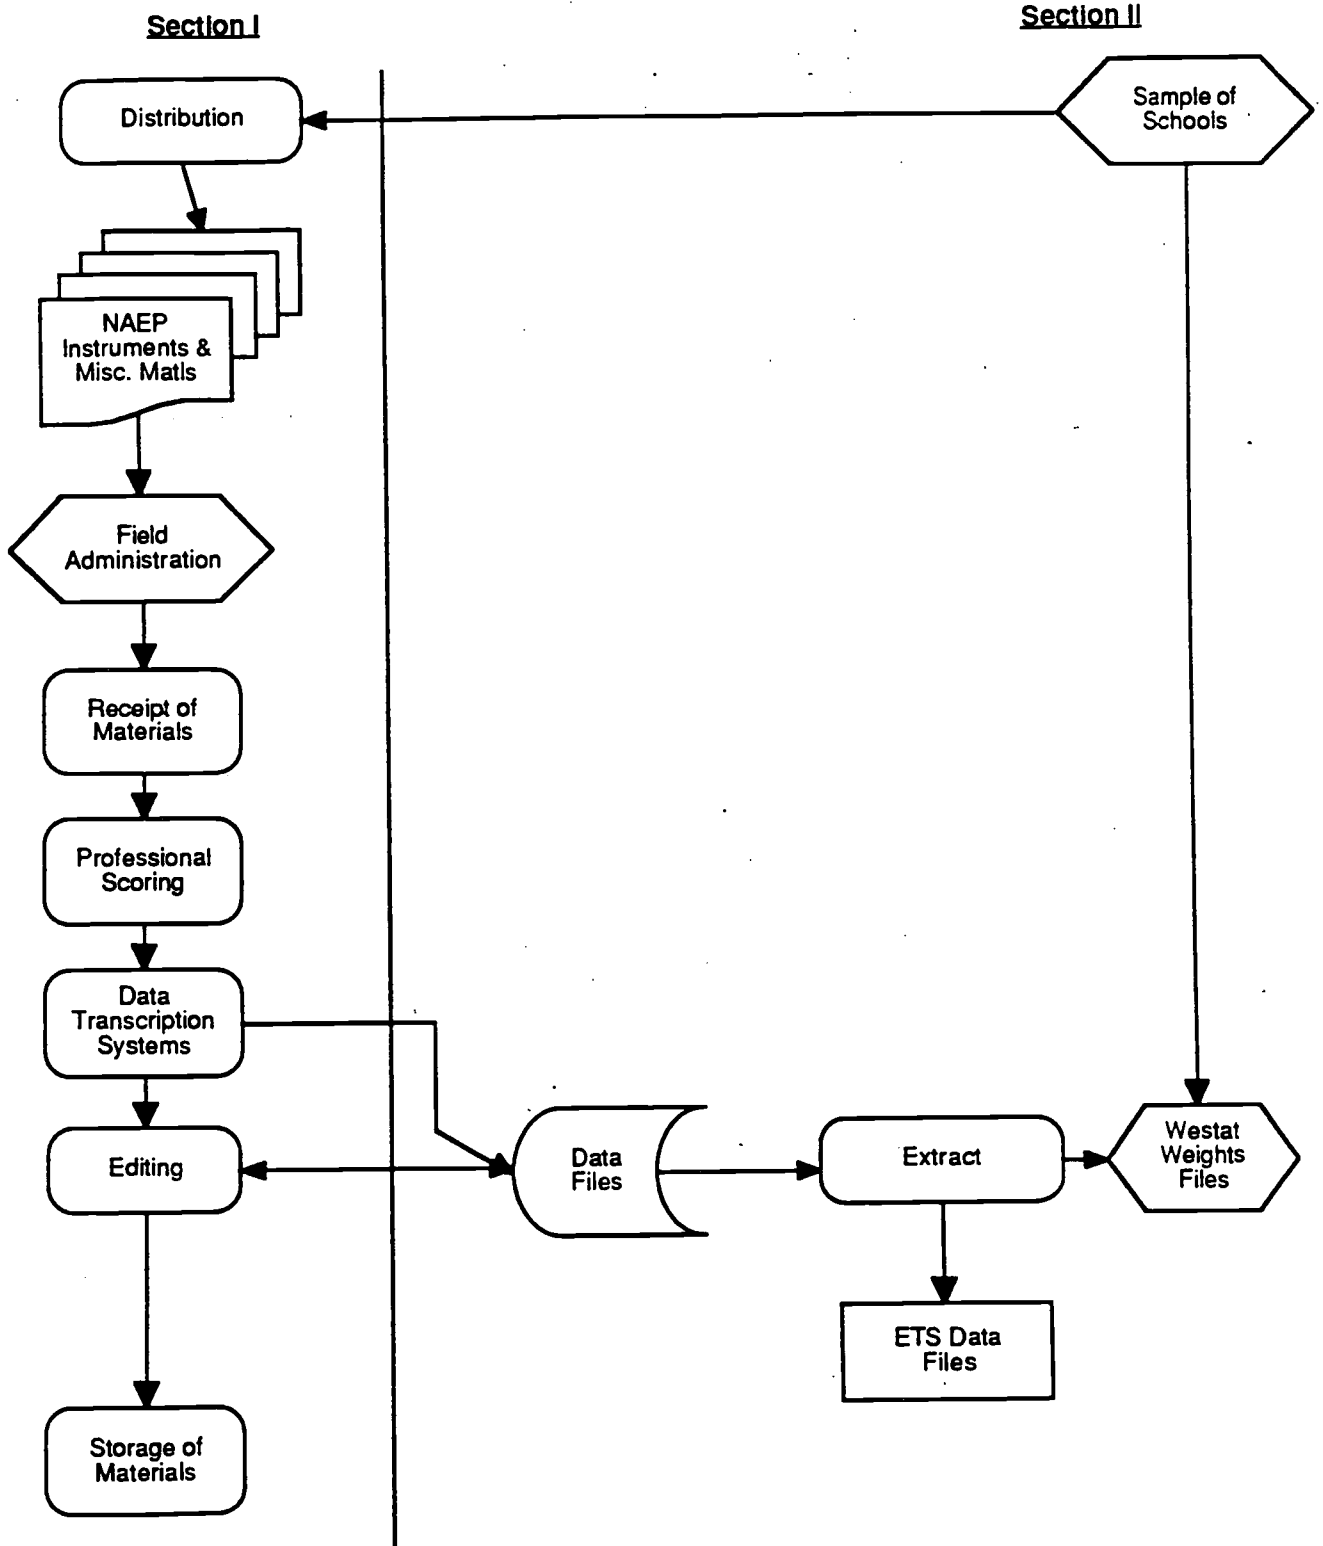 Section I
Section II
Distribution
Sample of
Schools
NAEP
Instruments &
Misc. Matls
Field
Administration
Receipt of
Materials
Professional
Scoring
Data
Transcription
Systems
Editing
Data
Files
Extract
Westat
Weights
Files
ETS Data
Files
Storage of
Materials